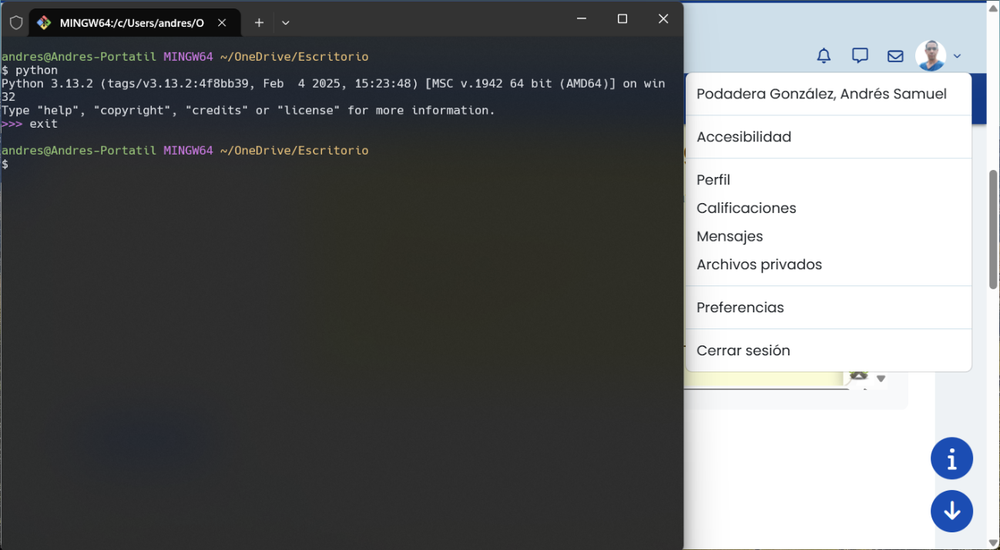 MINGW64:/c/Users/andres/O
andres@Andres-Portatil MINGW64 ~/OneDrive/Escritorio
$ python
Python 3.13.2 (tags/v3.13.2:4f8bb39, Feb  4 2025, 15:23:48) [MSC v.1942 64 bit (AMD64)] on win
32
Type "help", "copyright", "credits" or "license" for more information.
>>> exit
andres@Andres-Portatil MINGW64 ~/OneDrive/Escritorio
$
Podadera González, Andrés Samuel
Accesibilidad
Perfil
Calificaciones
Mensajes
Archivos privados
Preferencias
Cerrar sesión